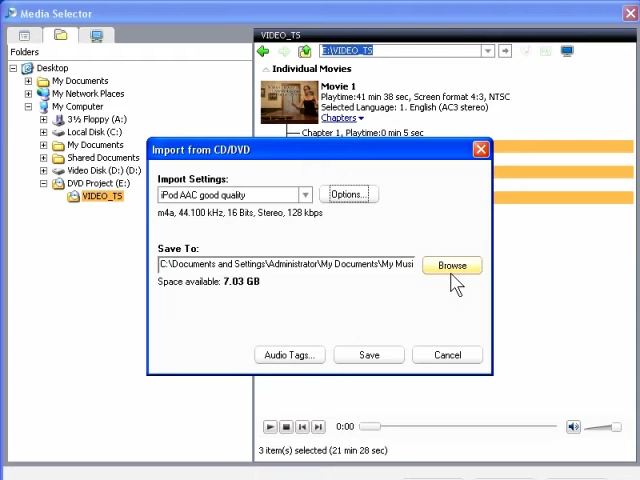 Media Selector
Folders
Desktop
My Documents
My Network Places
My Computer
3½ Floppy (A:)
Local Disk (C:)
My Documents
Shared Documents
Video Disk (D:) (D:)
DVD Project (E:)
VIDEO_TS
VIDEO_TS
E:\VIDEO_TS
Individual Movies
Movie 1
Playtime:41 min 38 sec, Screen format 4:3, NTSC
Selected Language: 1. English (AC3 stereo)
Chapters
Chapter 1, Playtime:0 min 5 sec
Import from CD/DVD
Import Settings:
iPod AAC good quality
Options...
m4a, 44.100 kHz, 16 Bits, Stereo, 128 kbps
Save To:
C:\Documents and Settings\Administrator\My Documents\My Musi
Browse
Space available: 7.03 GB
Audio Tags...
Save
Cancel
0:00
3 item(s) selected (21 min 28 sec)